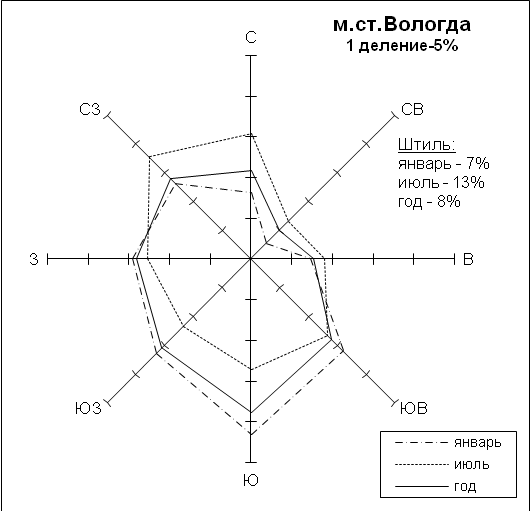 м.ст.Вологда
1 деление-5%
С
СЗ
СВ
Штиль:
январь - 7%
июль - 13%
год - 8%
З
В
ЮЗ
ЮВ
Ю
январь
июль
год